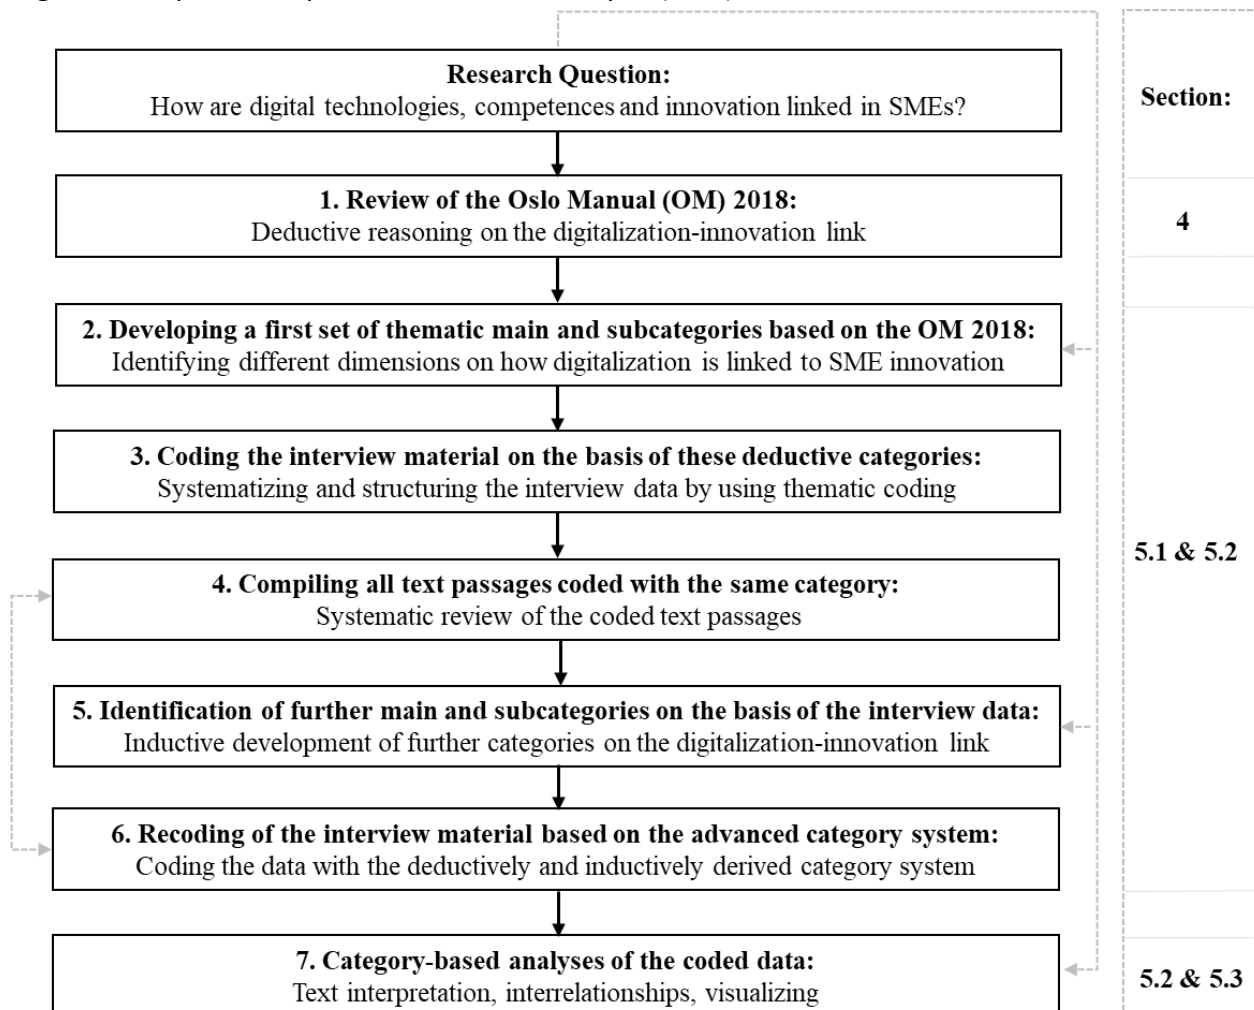 Research Question:
How are digital technologies, competences and innovation linked in SMEs?
Section:
1. Review of the Oslo Manual (OM) 2018:
Deductive reasoning on the digitalization-innovation link
4
2. Developing a first set of thematic main and subcategories based on the OM 2018:
Identifying different dimensions on how digitalization is linked to SME innovation
3. Coding the interview material on the basis of these deductive categories:
Systematizing and structuring the interview data by using thematic coding
5.1 & 5.2
4. Compiling all text passages coded with the same category:
Systematic review of the coded text passages
5. Identification of further main and subcategories on the basis of the interview data:
Inductive development of further categories on the digitalization-innovation link
6. Recoding of the interview material based on the advanced category system:
Coding the data with the deductively and inductively derived category system
7. Category-based analyses of the coded data:
Text interpretation, interrelationships, visualizing
5.2 & 5.3